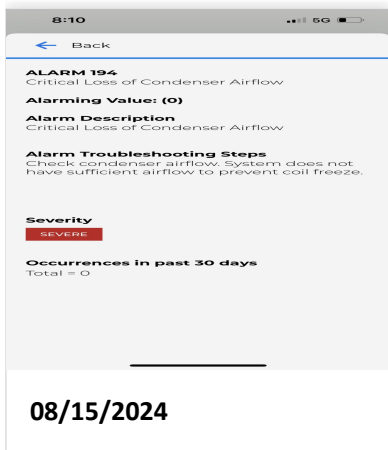 8:10
5G
Back
ALARM 194
Critical Loss of Condenser Airflow
Alarming Value: (0)
Alarm Description
Critical Loss of Condenser Airflow
Alarm Troubleshooting Steps
Check condenser airflow. System does not
have sufficient airflow to prevent coil freeze.
Severity
SEVERE
Occurrences in past 30 days
Total = 0
08/15/2024